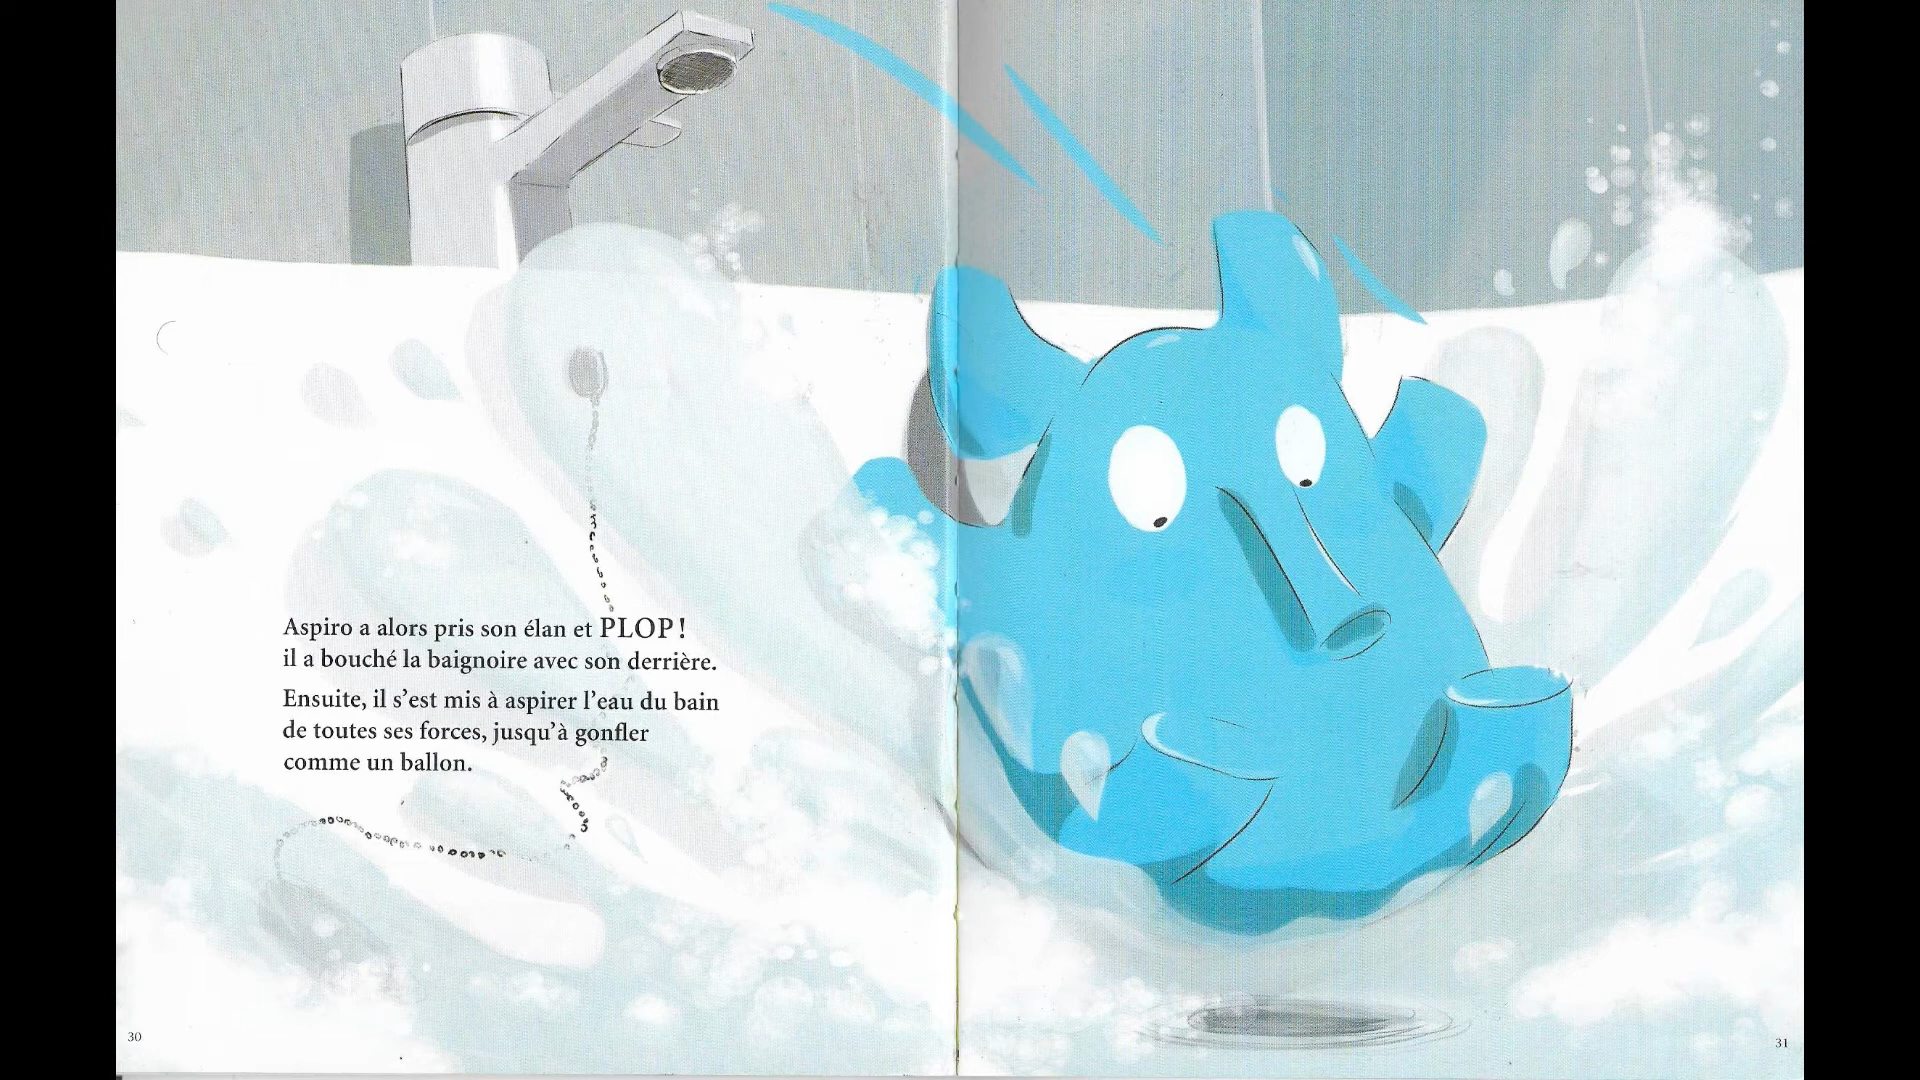 Aspiro a alors pris son élan et PLOP !
il a bouché la baignoire avec son derrière.
Ensuite, il s'est mis à aspirer l'eau du bain
de toutes ses forces, jusqu'à gonfler
comme un ballon.
30
31